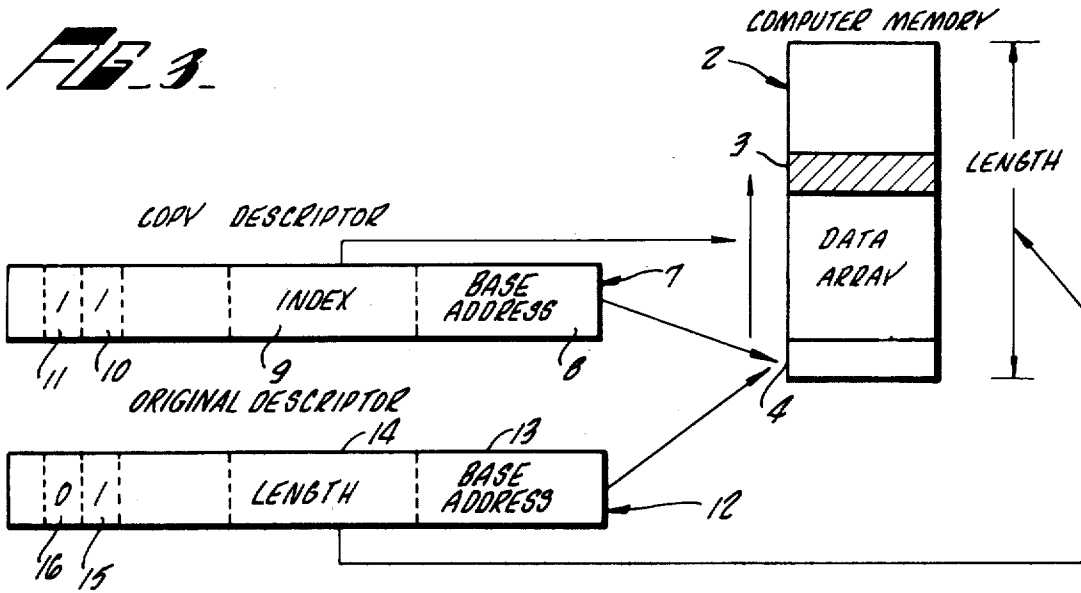 FIG_3_
COMPUTER MEMORY
2
3
LENGTH
COPY DESCRIPTOR
DATA
ARRAY
1 1 INDEX BASE
ADDRESS
7
11 10 9 8
4
ORIGINAL DESCRIPTOR
14 13
0 1 LENGTH BASE
ADDRESS
12
16 15